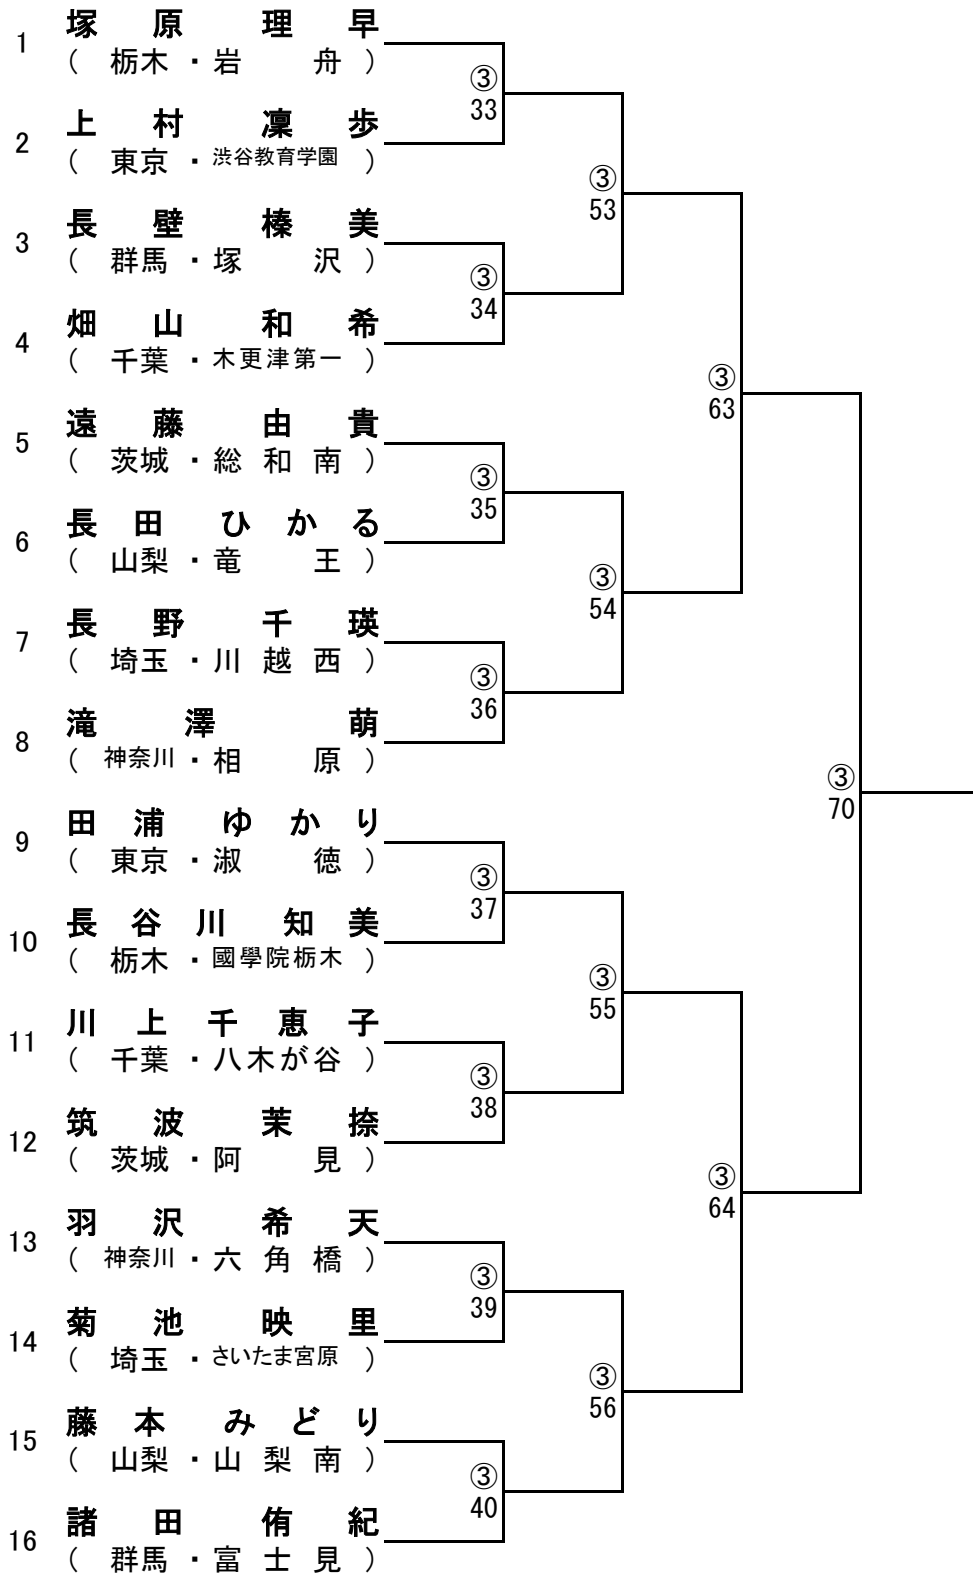 1 塚原理早
(栃木・岩舟)
③
33
2 上村凜歩
(東京・渋谷教育学園)
③
53
3 長壁榛美
(群馬・塚沢)
③
34
4 畑山和希
(千葉・木更津第一)
③
63
5 遠藤由貴
(茨城・総和南)
③
35
6 長田ひかる
(山梨・竜王)
③
54
7 長野千瑛
(埼玉・川越西)
③
36
8 滝澤萌
(神奈川・相原)
③
70
9 田浦ゆかり
(東京・淑徳)
③
37
10 長谷川知美
(栃木・國學院栃木)
③
55
11 川上千恵子
(千葉・八木が谷)
③
38
12 筑波茉捺
(茨城・阿見)
③
64
13 羽沢希天
(神奈川・六角橋)
③
39
14 菊池映里
(埼玉・さいたま宮原)
③
56
15 藤本みどり
(山梨・山梨南)
③
40
16 諸田侑紀
(群馬・富士見)